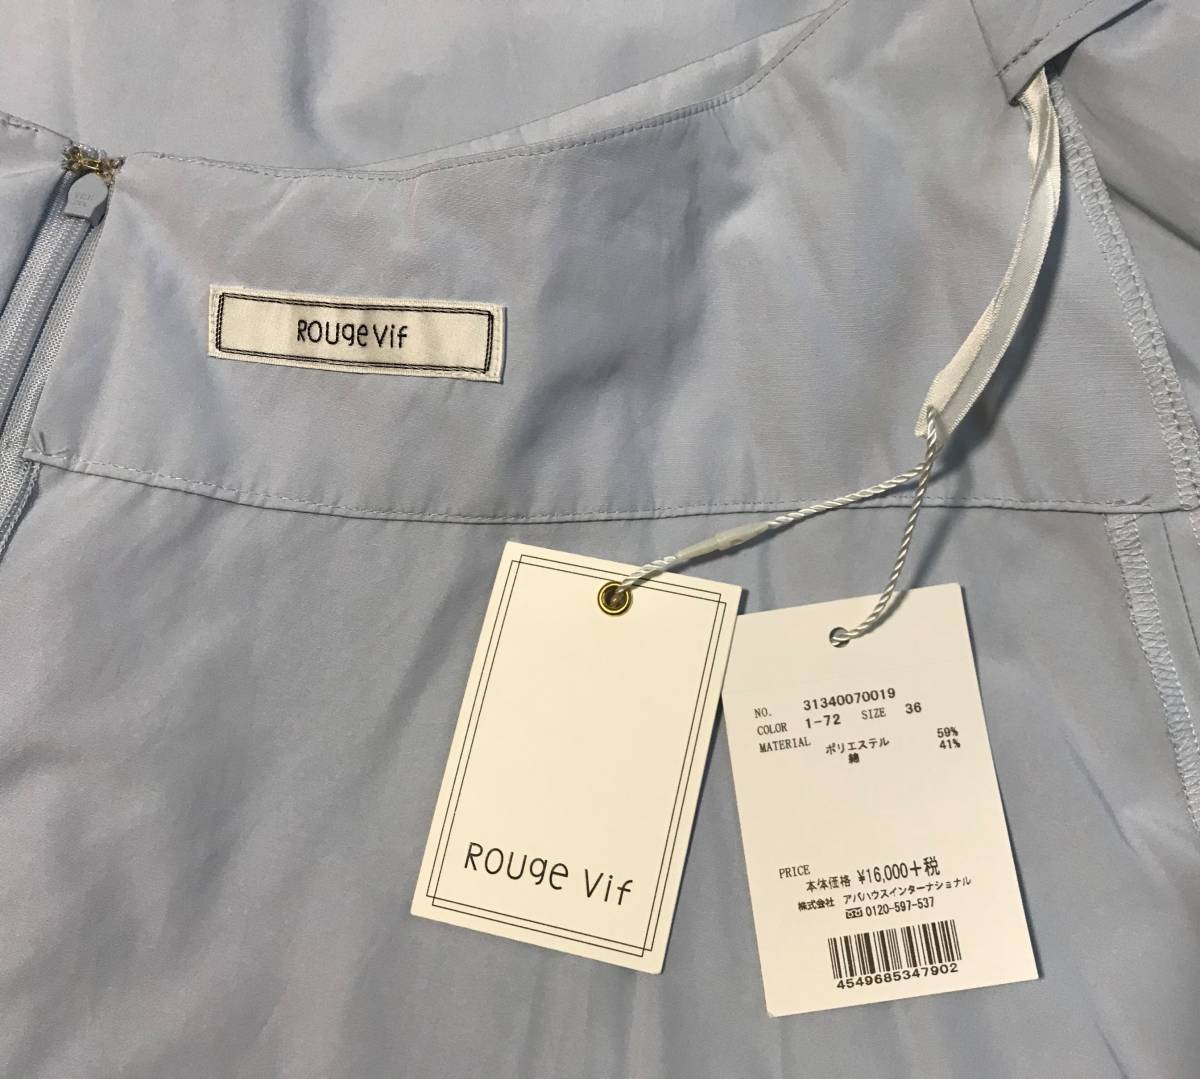 ROUgeVif
ROUge Vif
NO. 31340070019
COLOR 1-72 SIZE 36
MATERIAL ポリエステル 59%
綿 41%
PRICE
本体価格 ¥16,000+税
株式会社 アバハウスインターナショナル
0120-597-537
4549685347902